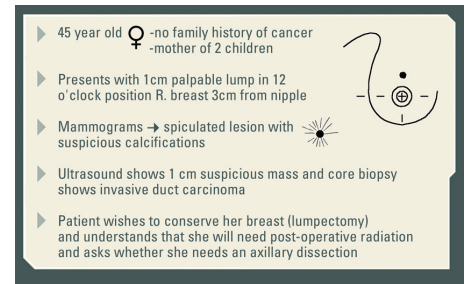 45 year old ♀ -no family history of cancer
-mother of 2 children
Presents with 1cm palpable lump in 12
o'clock position R. breast 3cm from nipple
Mammograms → spiculated lesion with
suspicious calcifications
Ultrasound shows 1 cm suspicious mass and core biopsy
shows invasive duct carcinoma
Patient wishes to conserve her breast (lumpectomy)
and understands that she will need post-operative radiation
and asks whether she needs an axillary dissection